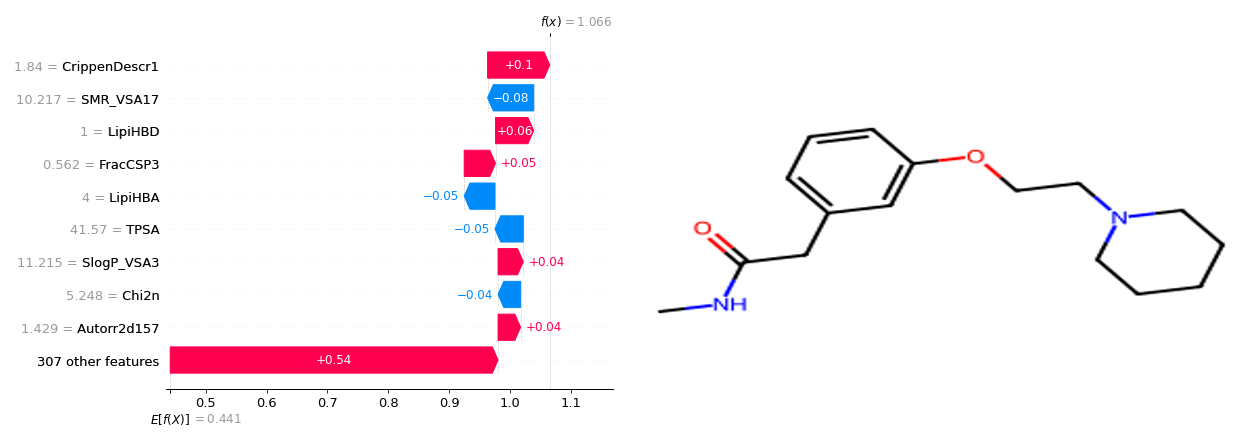 f(x) = 1.066
1.84 = CrippenDescr1
+0.1
10.217 = SMR_VSA17
−0.08
1 = LipiHBD
+0.06
0.562 = FracCSP3
+0.05
4 = LipiHBA
−0.05
41.57 = TPSA
−0.05
11.215 = SlogP_VSA3
+0.04
5.248 = Chi2n
−0.04
1.429 = Autorr2d157
+0.04
307 other features
+0.54
0.5 0.6 0.7 0.8 0.9 1.0 1.1
E[f(X)] = 0.441
O
N
O
NH